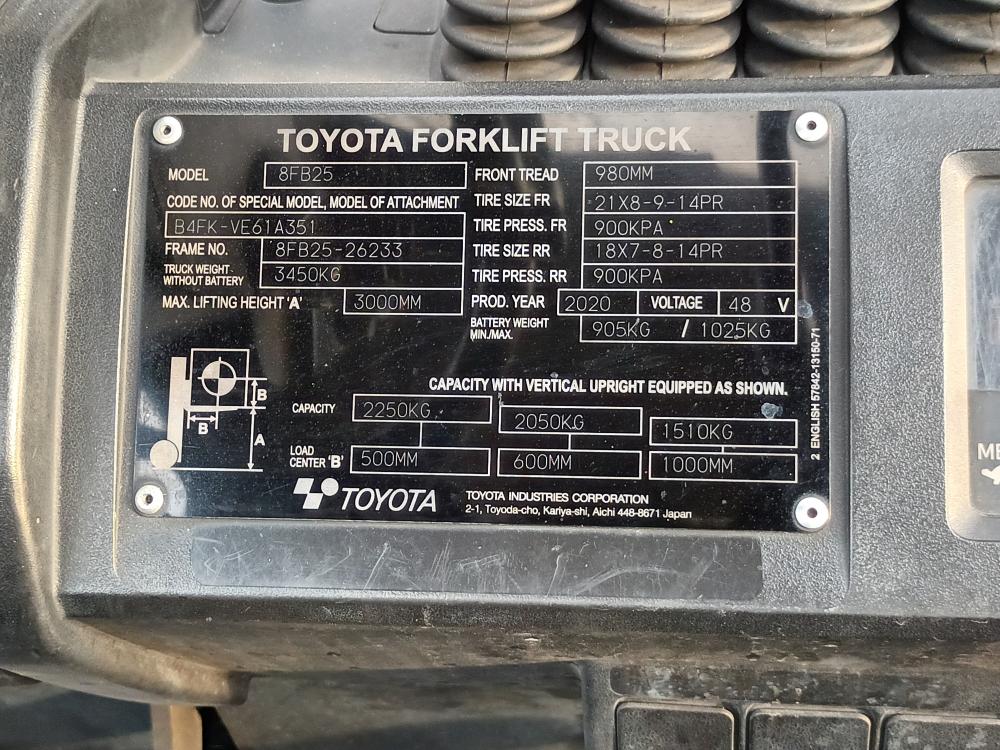 TOYOTA FORKLIFT TRUCK
MODEL 8FB25 FRONT TREAD 980MM
CODE NO. OF SPECIAL MODEL, MODEL OF ATTACHMENT TIRE SIZE FR 21X8-9-14PR
B4FK-VE61A351 TIRE PRESS. FR 900KPA
FRAME NO. 8FB25-26233 TIRE SIZE RR 18X7-8-14PR
TRUCK WEIGHT WITHOUT BATTERY 3450KG TIRE PRESS. RR 900KPA
MAX. LIFTING HEIGHT 'A' 3000MM PROD. YEAR 2020 VOLTAGE 48 V
BATTERY WEIGHT MIN./MAX. 905KG / 1025KG
CAPACITY WITH VERTICAL UPRIGHT EQUIPPED AS SHOWN.
B
B
A
CAPACITY 2250KG 2050KG 1510KG
LOAD CENTER 'B' 500MM 600MM 1000MM
TOYOTA
TOYOTA INDUSTRIES CORPORATION
2-1, Toyoda-cho, Kariya-shi, Aichi 448-8671 Japan
2 ENGLISH 57842-13150-71